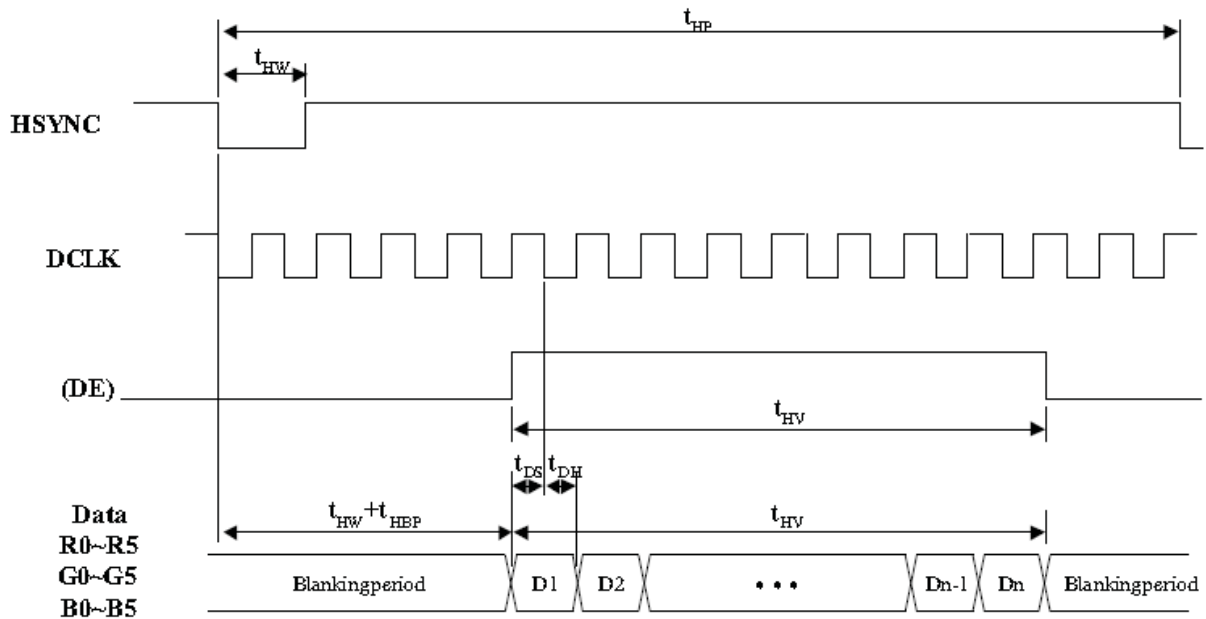 tHP
tHW
HSYNC
DCLK
(DE)
tHV
tDS tDH
tHW+tHBP tHV
Data
R0~R5
G0~G5
B0~B5
Blankingperiod D1 D2 ••• Dn-1 Dn Blankingperiod